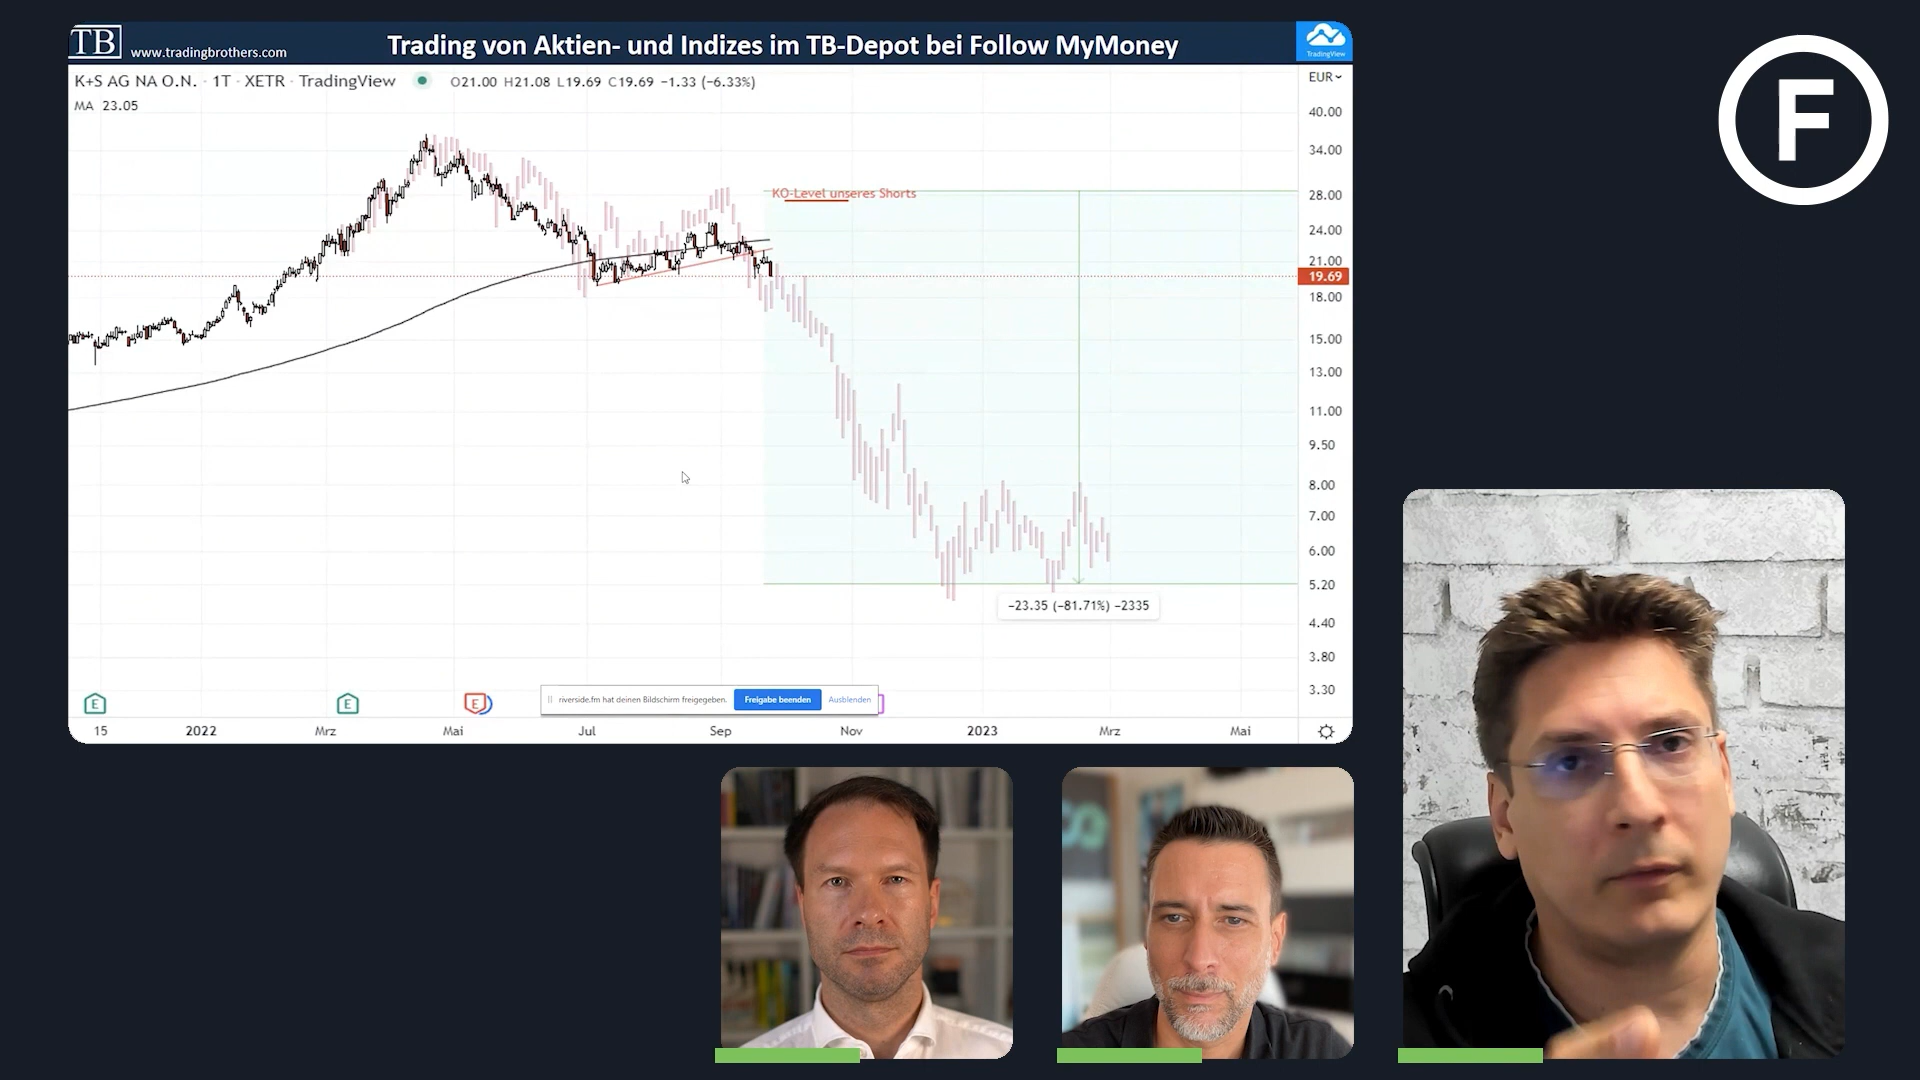 TB
www.tradingbrothers.com
Trading von Aktien- und Indizes im TB-Depot bei Follow MyMoney
TradingView
F
K+S AG NA O.N. · 1T · XETR · TradingView
O21.00 H21.08 L19.69 C19.69 −1.33 (−6.33%)
EUR
MA 23.05
40.00
34.00
KO-Level unseres Shorts
28.00
24.00
21.00
19.69
18.00
15.00
13.00
11.00
9.50
8.00
7.00
6.00
5.20
−23.35 (−81.71%) −2335
4.40
3.80
3.30
E
E
E
riverside.fm hat deinen Bildschirm freigegeben.
Freigabe beenden
Ausblenden
15
2022
Mrz
Mai
Jul
Sep
Nov
2023
Mrz
Mai